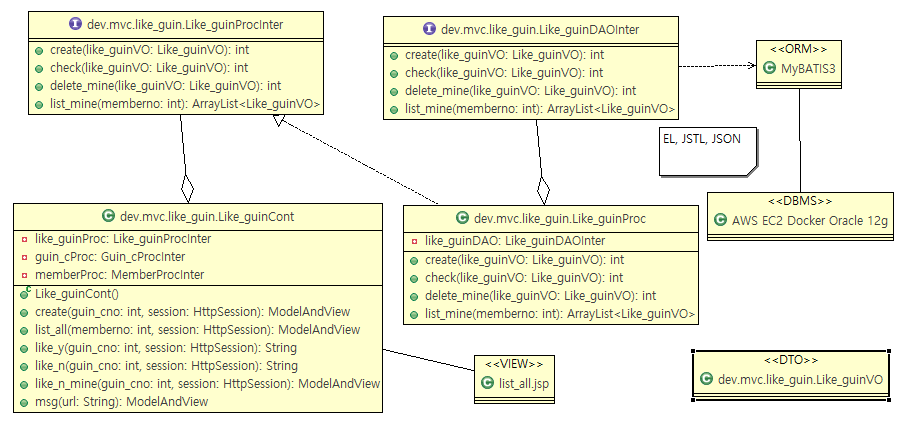 dev.mvc.like_guin.Like_guinProcInter
create(like_guinVO: Like_guinVO): int
check(like_guinVO: Like_guinVO): int
delete_mine(like_guinVO: Like_guinVO): int
list_mine(memberno: int): ArrayList<Like_guinVO>
dev.mvc.like_guin.Like_guinDAOInter
create(like_guinVO: Like_guinVO): int
check(like_guinVO: Like_guinVO): int
delete_mine(like_guinVO: Like_guinVO): int
list_mine(memberno: int): ArrayList<Like_guinVO>
<<ORM>>
MyBATIS3
EL, JSTL, JSON
<<DBMS>>
AWS EC2 Docker Oracle 12g
dev.mvc.like_guin.Like_guinCont
like_guinProc: Like_guinProcInter
guin_cProc: Guin_cProcInter
memberProc: MemberProcInter
Like_guinCont()
create(guin_cno: int, session: HttpSession): ModelAndView
list_all(memberno: int, session: HttpSession): ModelAndView
like_y(guin_cno: int, session: HttpSession): String
like_n(guin_cno: int, session: HttpSession): String
like_n_mine(guin_cno: int, session: HttpSession): ModelAndView
msg(url: String): ModelAndView
dev.mvc.like_guin.Like_guinProc
like_guinDAO: Like_guinDAOInter
create(like_guinVO: Like_guinVO): int
check(like_guinVO: Like_guinVO): int
delete_mine(like_guinVO: Like_guinVO): int
list_mine(memberno: int): ArrayList<Like_guinVO>
<<VIEW>>
list_all.jsp
<<DTO>>
dev.mvc.like_guin.Like_guinVO